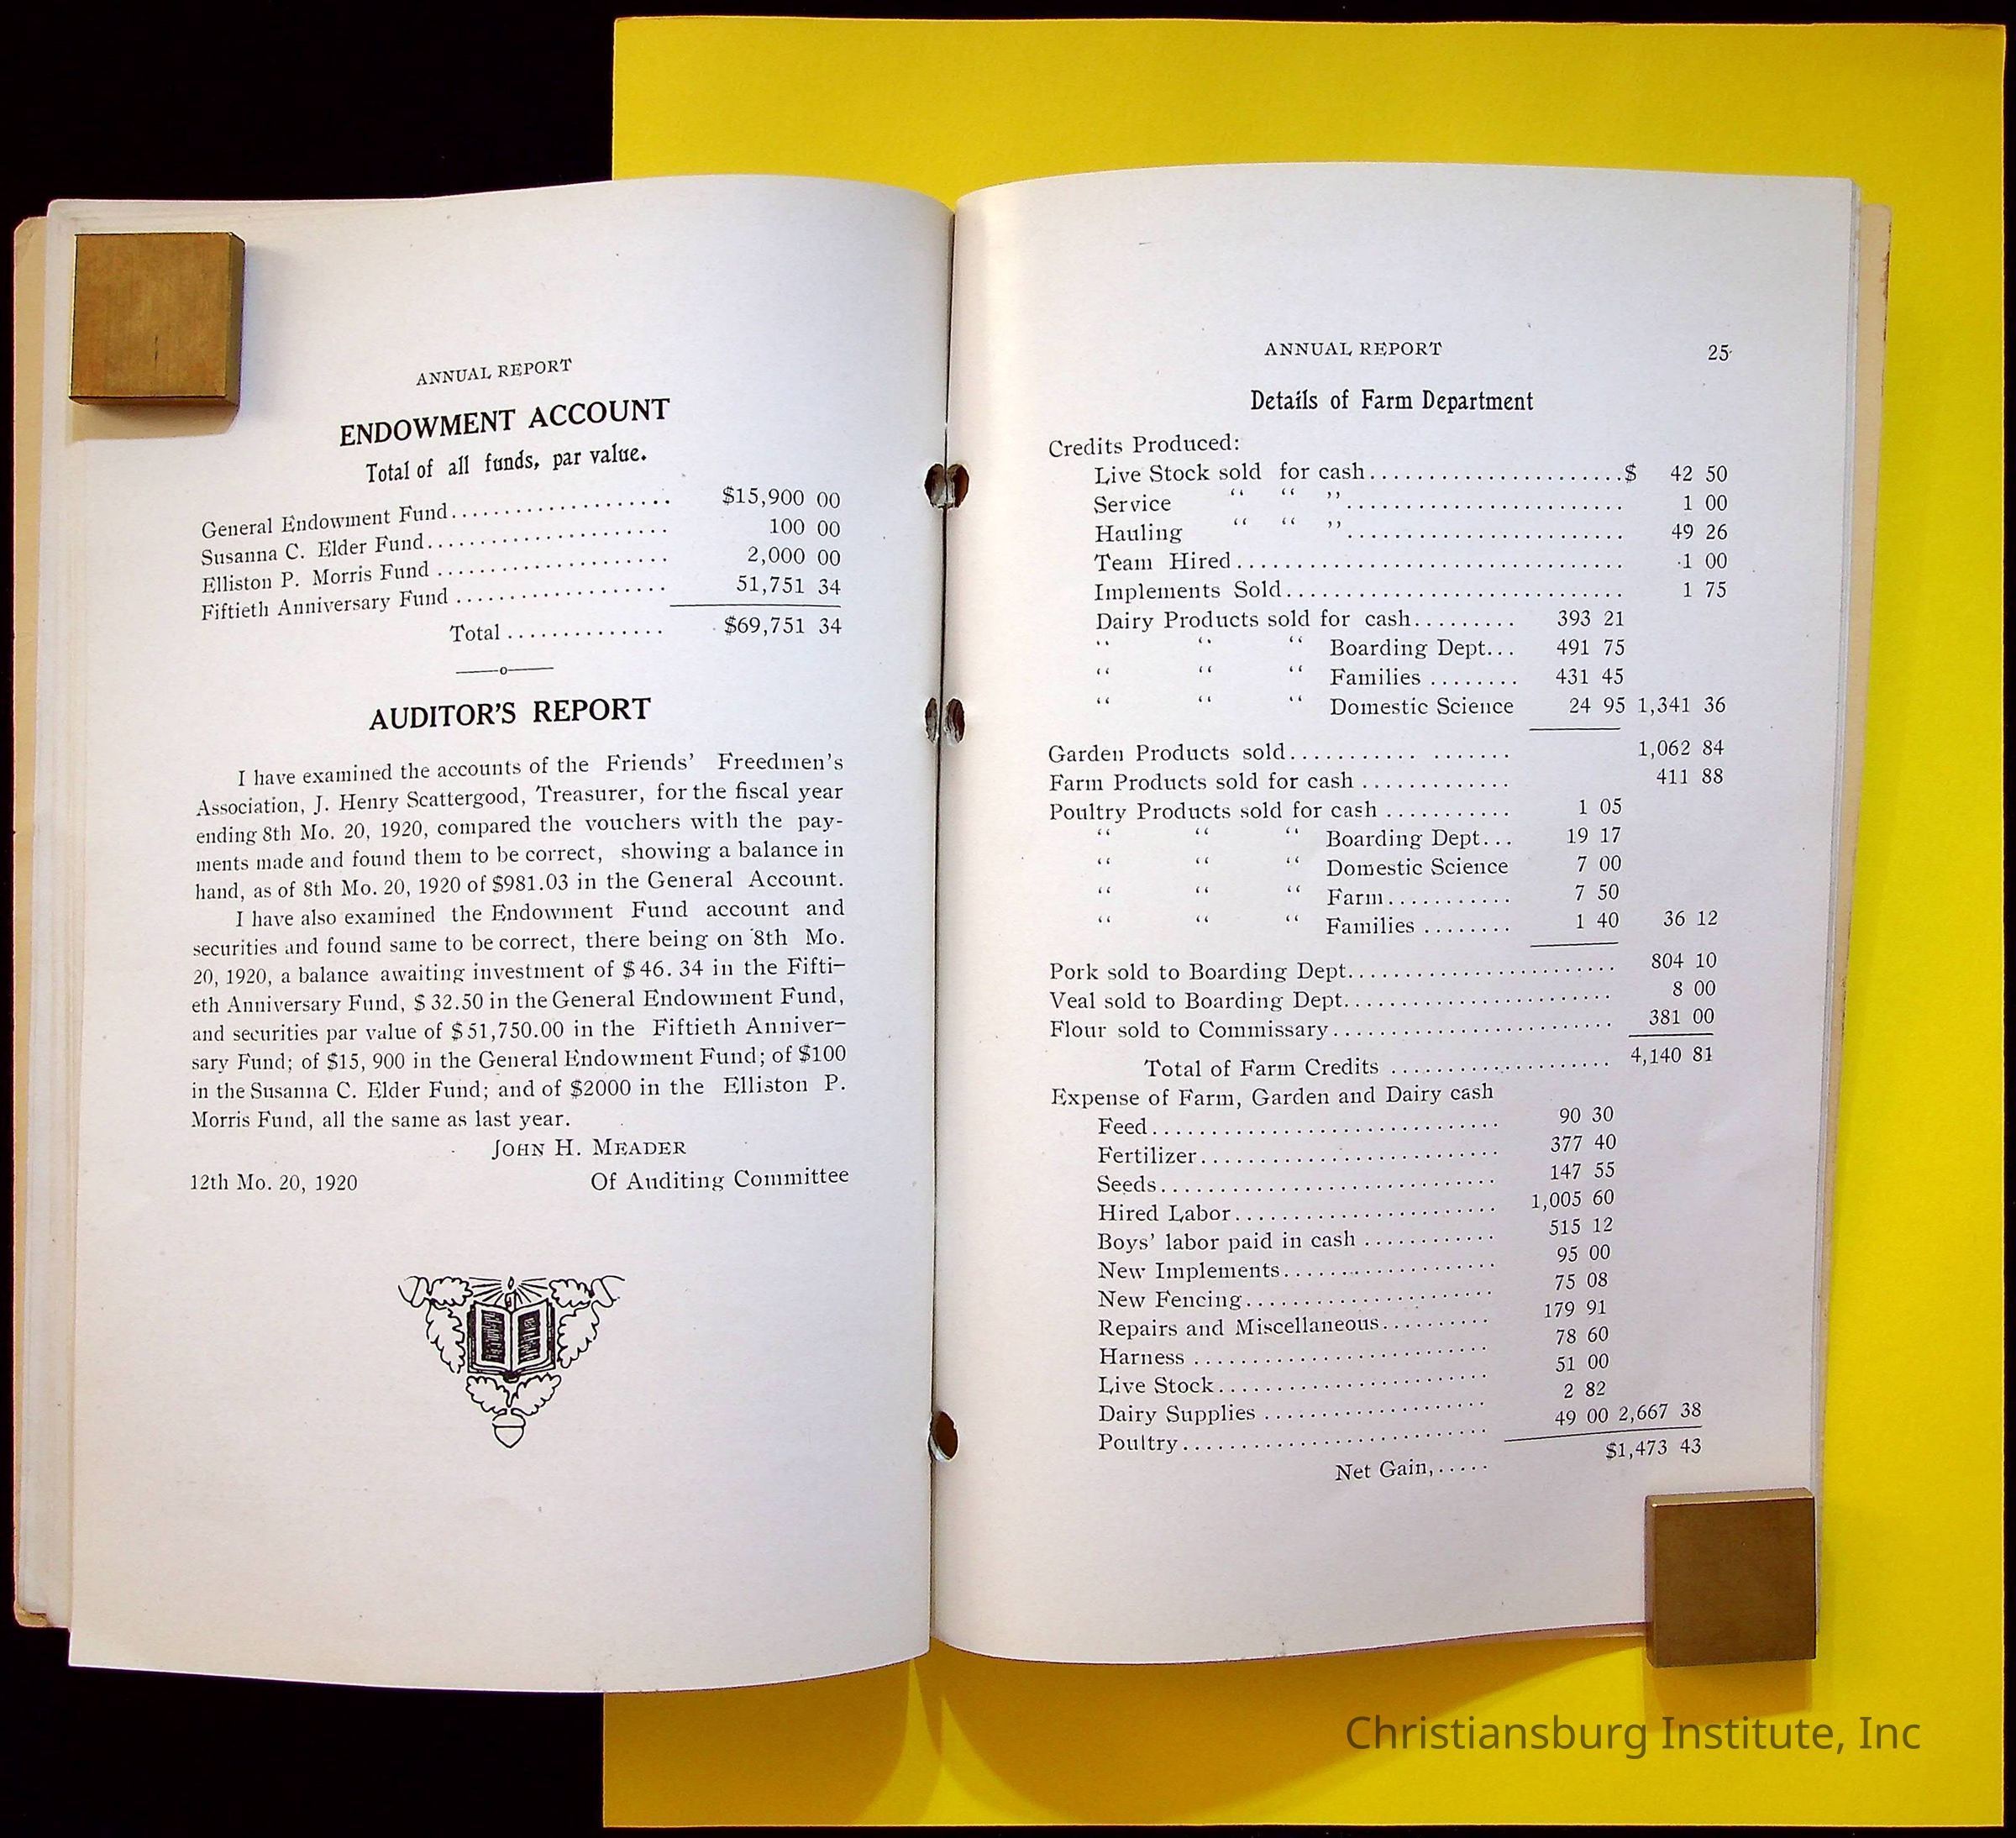 ANNUAL REPORT
ENDOWMENT ACCOUNT
Total of all funds, par value.
General Endowment Fund.................... $15,900 00
Susanna C. Elder Fund...................... 100 00
Elliston P. Morris Fund .................... 2,000 00
Fiftieth Anniversary Fund .................. 51,751 34
Total .............. $69,751 34
——o——
AUDITOR'S REPORT
I have examined the accounts of the Friends' Freedmen's
Association, J. Henry Scattergood, Treasurer, for the fiscal year
ending 8th Mo. 20, 1920, compared the vouchers with the pay-
ments made and found them to be correct, showing a balance in
hand, as of 8th Mo. 20, 1920 of $981.03 in the General Account.
I have also examined the Endowment Fund account and
securities and found same to be correct, there being on 8th Mo.
20, 1920, a balance awaiting investment of $46. 34 in the Fifti-
eth Anniversary Fund, $ 32.50 in the General Endowment Fund,
and securities par value of $51,750.00 in the Fiftieth Anniver-
sary Fund; of $15, 900 in the General Endowment Fund; of $100
in the Susanna C. Elder Fund; and of $2000 in the Elliston P.
Morris Fund, all the same as last year.
JOHN H. MEADER
12th Mo. 20, 1920 Of Auditing Committee
ANNUAL REPORT 25
Details of Farm Department
Credits Produced:
Live Stock sold for cash......................$ 42 50
Service “ “ ”........................ 1 00
Hauling “ “ ”........................ 49 26
Team Hired................................. 1 00
Implements Sold............................. 1 75
Dairy Products sold for cash......... 393 21
“ “ “ Boarding Dept... 491 75
“ “ “ Families ........ 431 45
“ “ “ Domestic Science 24 95 1,341 36
Garden Products sold........... ....... 1,062 84
Farm Products sold for cash ............. 411 88
Poultry Products sold for cash ........... 1 05
“ “ “ Boarding Dept... 19 17
“ “ “ Domestic Science 7 00
“ “ “ Farm........... 7 50
“ “ “ Families ........ 1 40 36 12
Pork sold to Boarding Dept........................ 804 10
Veal sold to Boarding Dept........................ 8 00
Flour sold to Commissary......................... 381 00
Total of Farm Credits .................... 4,140 81
Expense of Farm, Garden and Dairy cash
Feed.............................. 90 30
Fertilizer.......................... 377 40
Seeds............................. 147 55
Hired Labor....................... 1,005 60
Boys' labor paid in cash ............ 515 12
New Implements................... 95 00
New Fencing...................... 75 08
Repairs and Miscellaneous.......... 179 91
Harness .......................... 78 60
Live Stock........................ 51 00
Dairy Supplies .................... 2 82
Poultry........................... 49 00 2,667 38
Net Gain,..... $1,473 43
Christiansburg Institute, Inc